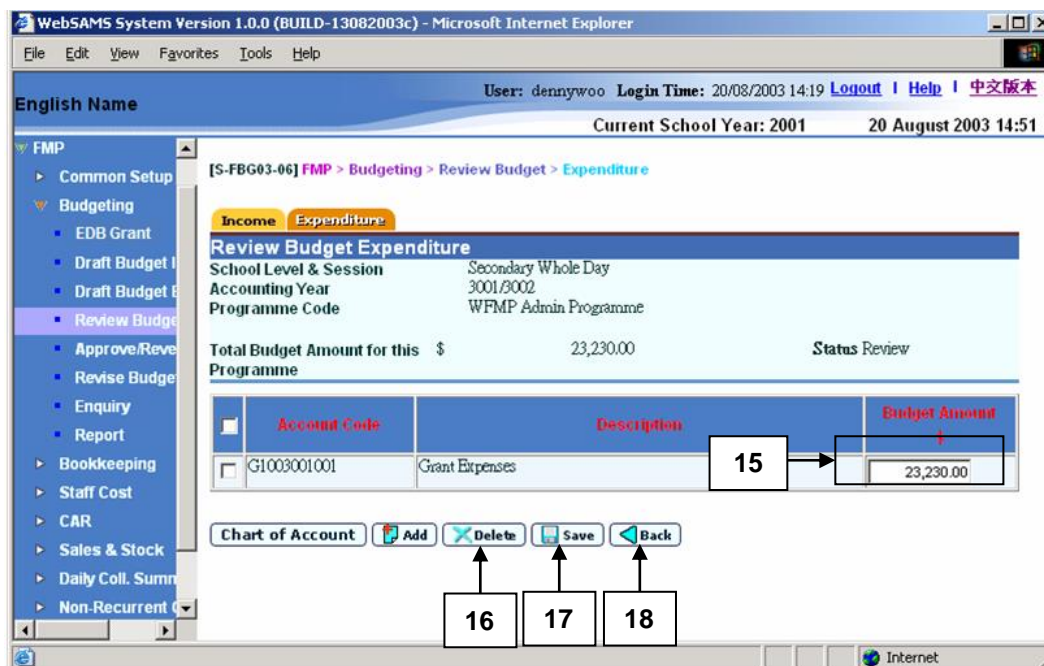 WebSAMS System Version 1.0.0 (BUILD-13082003c) - Microsoft Internet Explorer
File Edit View Favorites Tools Help
User: dennywoo Login Time: 20/08/2003 14:19 Logout | Help | 中文版本
English Name
Current School Year: 2001 20 August 2003 14:51
FMP
Common Setup
Budgeting
EDB Grant
Draft Budget I
Draft Budget E
Review Budge
Approve/Reve
Revise Budge
Enquiry
Report
Bookkeeping
Staff Cost
CAR
Sales & Stock
Daily Coll. Summ
Non-Recurrent
[S-FBG03-06] FMP > Budgeting > Review Budget > Expenditure
Income Expenditure
Review Budget Expenditure
School Level & Session Secondary Whole Day
Accounting Year 3001/3002
Programme Code WFMP Admin Programme
Total Budget Amount for this $ 23,230.00 Status Review
Programme
Account Code Description Budget Amount
G1003001001 Grant Expenses 23,230.00
15
Chart of Account Add Delete Save Back
16 17 18
Internet